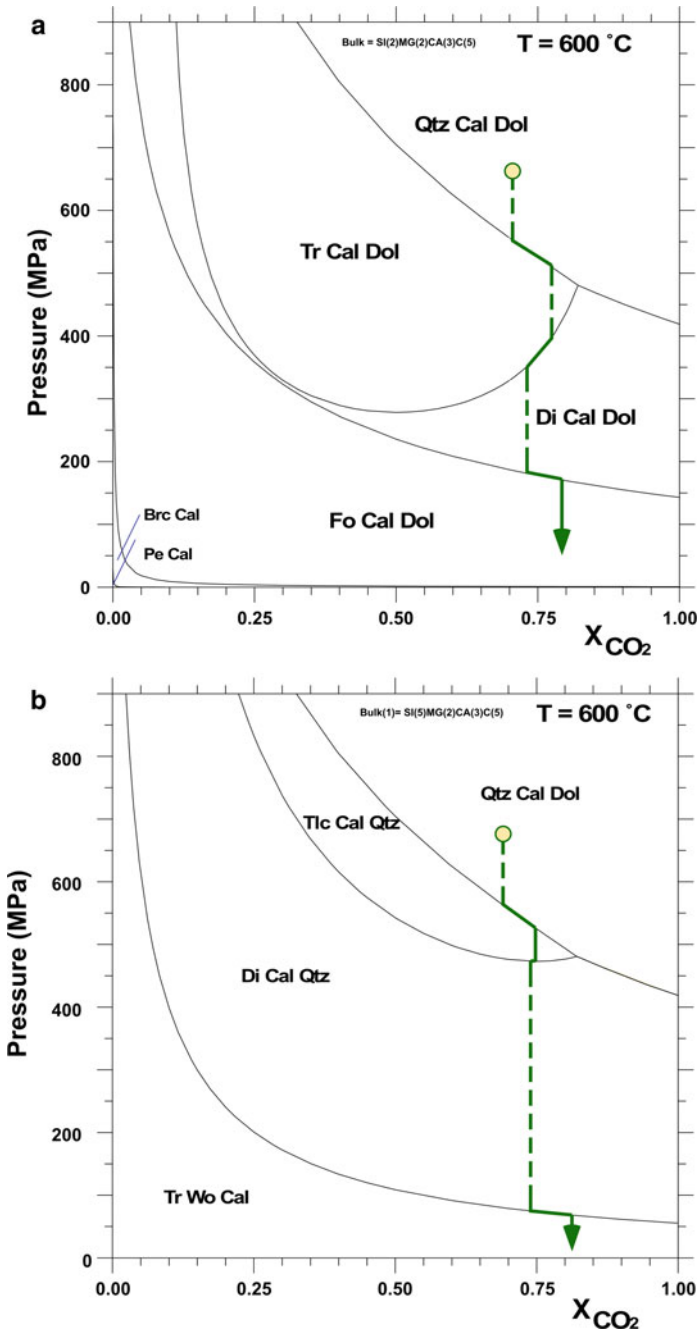 a
Bulk = SI(2)MG(2)CA(3)C(5)
T = 600 ˚C
800
600
400
200
0
Pressure (MPa)
Qtz Cal Dol
Tr Cal Dol
Di Cal Dol
Fo Cal Dol
Brc Cal
Pe Cal
0.00 0.25 0.50 0.75 1.00
XCO2
b
Bulk(1)= SI(5)MG(2)CA(3)C(5)
T = 600 ˚C
800
600
400
200
0
Pressure (MPa)
Qtz Cal Dol
Tlc Cal Qtz
Di Cal Qtz
Tr Wo Cal
0.00 0.25 0.50 0.75 1.00
XCO2